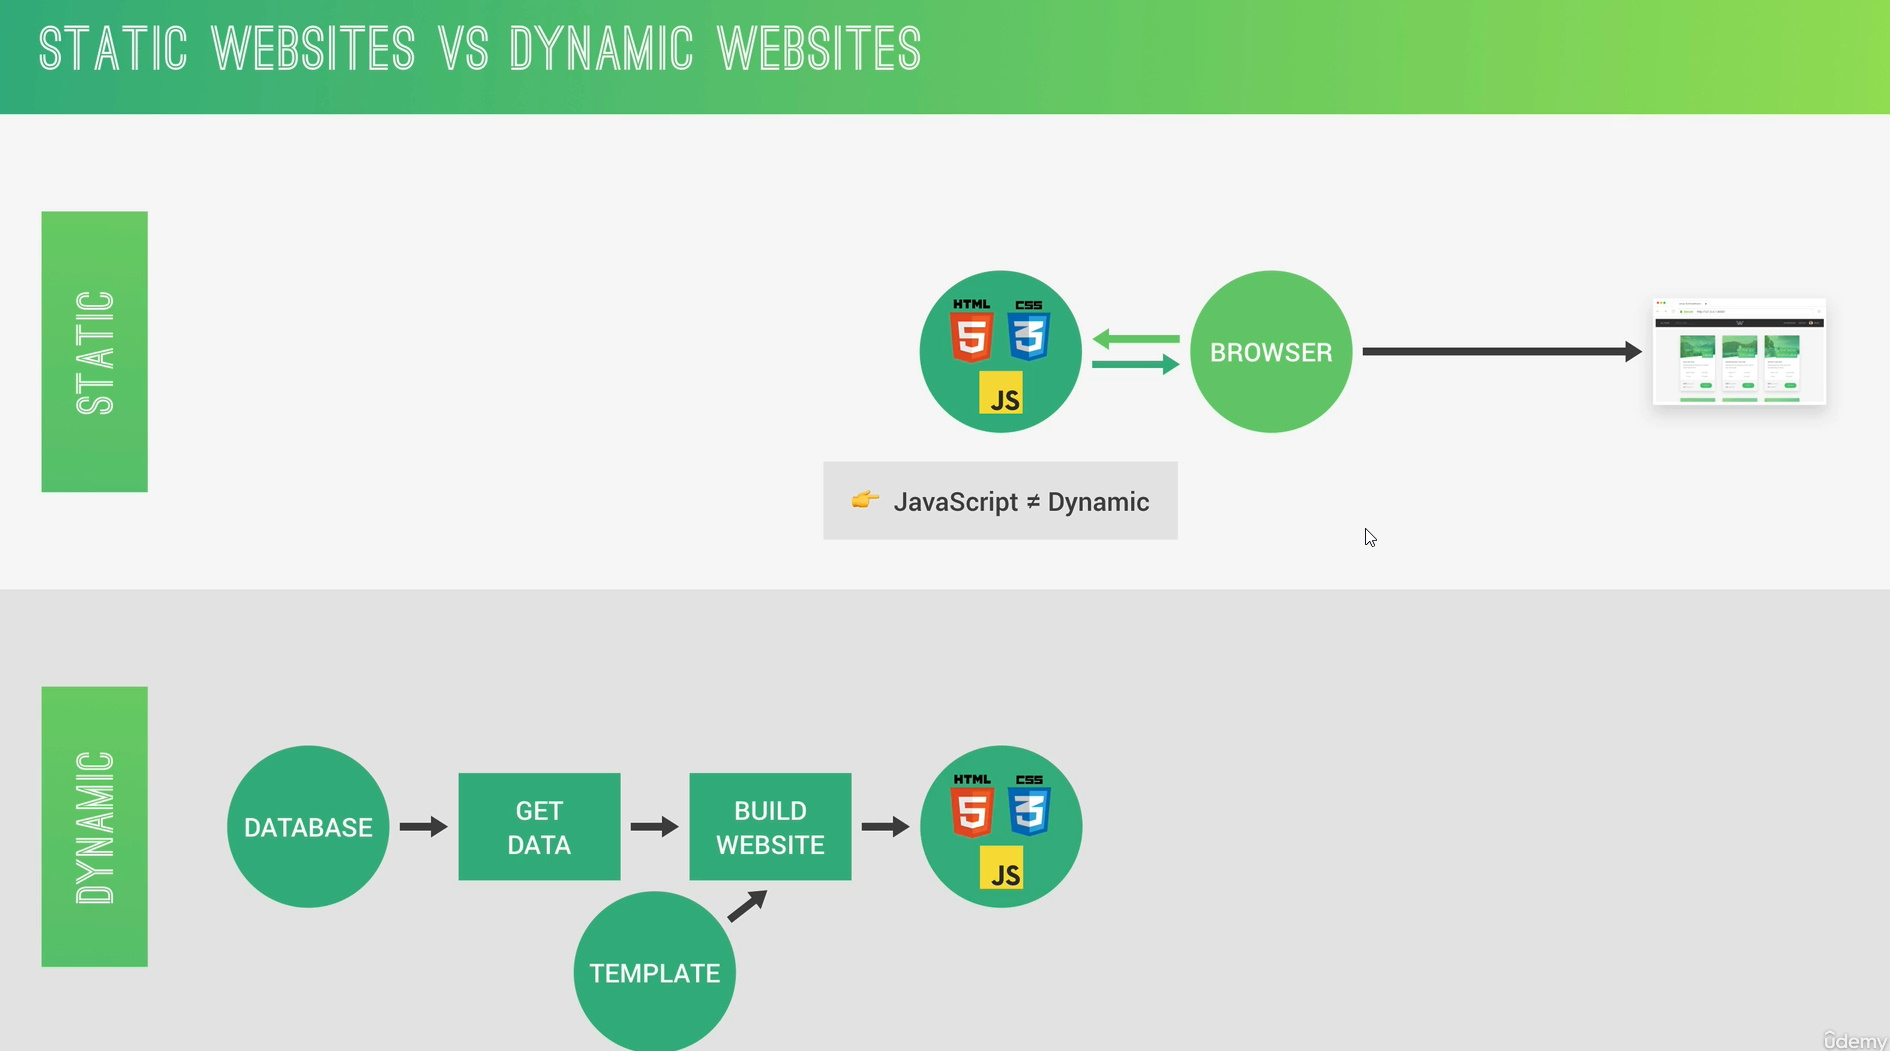 STATIC WEBSITES VS DYNAMIC WEBSITES
STATIC
HTML
CSS
5
3
JS
BROWSER
👉 JavaScript ≠ Dynamic
DYNAMIC
DATABASE
GET
DATA
BUILD
WEBSITE
HTML
CSS
5
3
JS
TEMPLATE
ûdemy